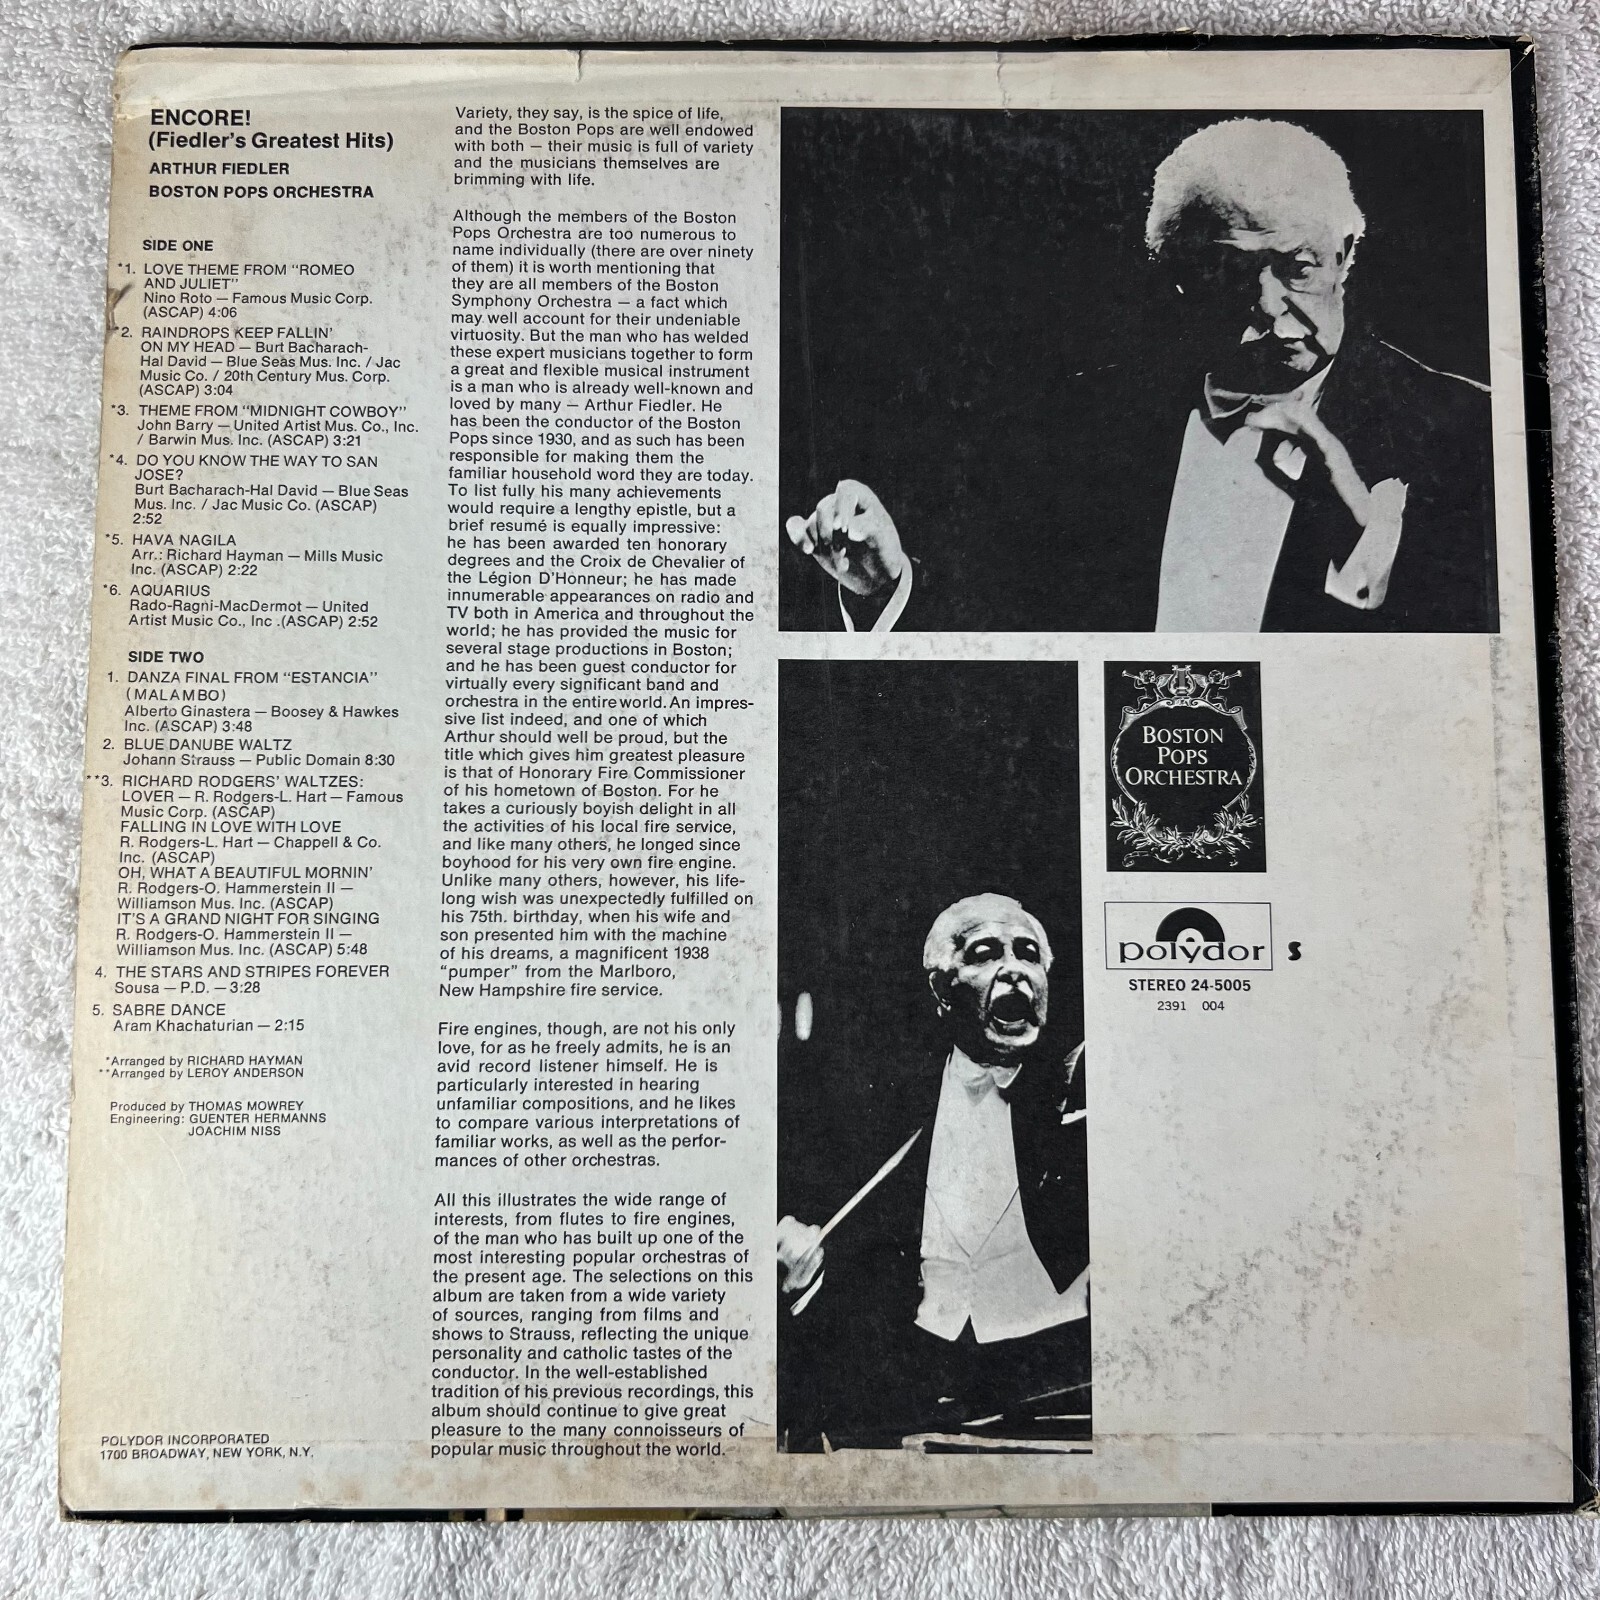 ENCORE!
(Fiedler's Greatest Hits)
ARTHUR FIEDLER
BOSTON POPS ORCHESTRA
SIDE ONE
*1. LOVE THEME FROM "ROMEO
AND JULIET"
Nino Roto — Famous Music Corp.
(ASCAP) 4:06
*2. RAINDROPS KEEP FALLIN'
ON MY HEAD — Burt Bacharach-
Hal David — Blue Seas Mus. Inc. / Jac
Music Co. / 20th Century Mus. Corp.
(ASCAP) 3:04
*3. THEME FROM "MIDNIGHT COWBOY"
John Barry — United Artist Mus. Co., Inc.
/ Barwin Mus. Inc. (ASCAP) 3:21
*4. DO YOU KNOW THE WAY TO SAN
JOSE?
Burt Bacharach-Hal David — Blue Seas
Mus. Inc. / Jac Music Co. (ASCAP)
2:52
*5. HAVA NAGILA
Arr.: Richard Hayman — Mills Music
Inc. (ASCAP) 2:22
*6. AQUARIUS
Rado-Ragni-MacDermot — United
Artist Music Co., Inc .(ASCAP) 2:52
SIDE TWO
1. DANZA FINAL FROM "ESTANCIA"
(MALAMBO)
Alberto Ginastera — Boosey & Hawkes
Inc. (ASCAP) 3:48
2. BLUE DANUBE WALTZ
Johann Strauss — Public Domain 8:30
**3. RICHARD RODGERS' WALTZES:
LOVER — R. Rodgers-L. Hart — Famous
Music Corp. (ASCAP)
FALLING IN LOVE WITH LOVE
R. Rodgers-L. Hart — Chappell & Co.
Inc. (ASCAP)
OH, WHAT A BEAUTIFUL MORNIN'
R. Rodgers-O. Hammerstein II —
Williamson Mus. Inc. (ASCAP)
IT'S A GRAND NIGHT FOR SINGING
R. Rodgers-O. Hammerstein II —
Williamson Mus. Inc. (ASCAP) 5:48
4. THE STARS AND STRIPES FOREVER
Sousa — P.D. — 3:28
5. SABRE DANCE
Aram Khachaturian — 2:15
*Arranged by RICHARD HAYMAN
**Arranged by LEROY ANDERSON
Produced by THOMAS MOWREY
Engineering: GUENTER HERMANNS
JOACHIM NISS
POLYDOR INCORPORATED
1700 BROADWAY, NEW YORK, N.Y.
Variety, they say, is the spice of life,
and the Boston Pops are well endowed
with both — their music is full of variety
and the musicians themselves are
brimming with life.
Although the members of the Boston
Pops Orchestra are too numerous to
name individually (there are over ninety
of them) it is worth mentioning that
they are all members of the Boston
Symphony Orchestra — a fact which
may well account for their undeniable
virtuosity. But the man who has welded
these expert musicians together to form
a great and flexible musical instrument
is a man who is already well-known and
loved by many — Arthur Fiedler. He
has been the conductor of the Boston
Pops since 1930, and as such has been
responsible for making them the
familiar household word they are today.
To list fully his many achievements
would require a lengthy epistle, but a
brief resumé is equally impressive:
he has been awarded ten honorary
degrees and the Croix de Chevalier of
the Légion D'Honneur; he has made
innumerable appearances on radio and
TV both in America and throughout the
world; he has provided the music for
several stage productions in Boston;
and he has been guest conductor for
virtually every significant band and
orchestra in the entire world. An impres-
sive list indeed, and one of which
Arthur should well be proud, but the
title which gives him greatest pleasure
is that of Honorary Fire Commissioner
of his hometown of Boston. For he
takes a curiously boyish delight in all
the activities of his local fire service,
and like many others, he longed since
boyhood for his very own fire engine.
Unlike many others, however, his life-
long wish was unexpectedly fulfilled on
his 75th. birthday, when his wife and
son presented him with the machine
of his dreams, a magnificent 1938
"pumper" from the Marlboro,
New Hampshire fire service.
Fire engines, though, are not his only
love, for as he freely admits, he is an
avid record listener himself. He is
particularly interested in hearing
unfamiliar compositions, and he likes
to compare various interpretations of
familiar works, as well as the perfor-
mances of other orchestras.
All this illustrates the wide range of
interests, from flutes to fire engines,
of the man who has built up one of the
most interesting popular orchestras of
the present age. The selections on this
album are taken from a wide variety
of sources, ranging from films and
shows to Strauss, reflecting the unique
personality and catholic tastes of the
conductor. In the well-established
tradition of his previous recordings, this
album should continue to give great
pleasure to the many connoisseurs of
popular music throughout the world.
BOSTON
POPS
ORCHESTRA
polydor S
STEREO 24-5005
2391 004